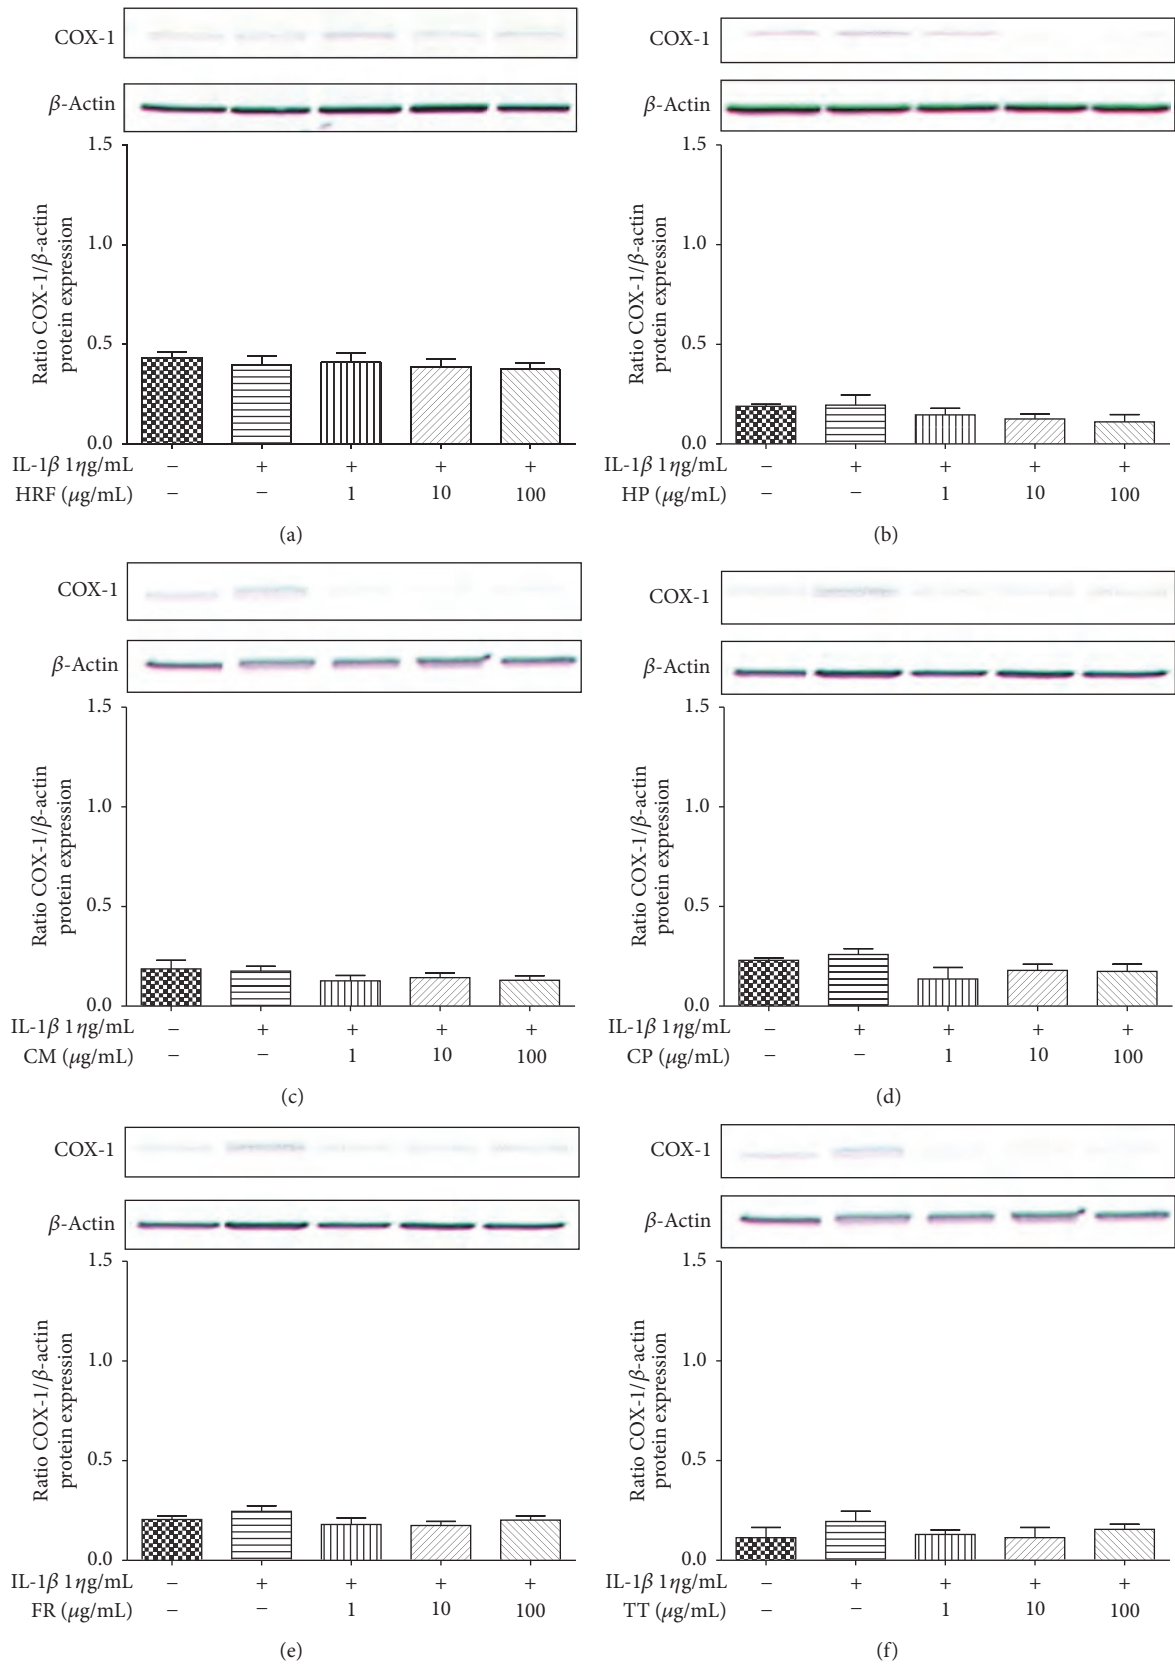 COX-1
β-Actin
1.5
1.0
0.5
0.0
Ratio COX-1/β-actin
protein expression
IL-1β 1ηg/mL – + + + +
HRF (μg/mL) – – 1 10 100
(a)
COX-1
β-Actin
1.5
1.0
0.5
0.0
Ratio COX-1/β-actin
protein expression
IL-1β 1ηg/mL – + + + +
HP (μg/mL) – – 1 10 100
(b)
COX-1
β-Actin
1.5
1.0
0.5
0.0
Ratio COX-1/β-actin
protein expression
IL-1β 1ηg/mL – + + + +
CM (μg/mL) – – 1 10 100
(c)
COX-1
β-Actin
1.5
1.0
0.5
0.0
Ratio COX-1/β-actin
protein expression
IL-1β 1ηg/mL – + + + +
CP (μg/mL) – – 1 10 100
(d)
COX-1
β-Actin
1.5
1.0
0.5
0.0
Ratio COX-1/β-actin
protein expression
IL-1β 1ηg/mL – + + + +
FR (μg/mL) – – 1 10 100
(e)
COX-1
β-Actin
1.5
1.0
0.5
0.0
Ratio COX-1/β-actin
protein expression
IL-1β 1ηg/mL – + + + +
TT (μg/mL) – – 1 10 100
(f)